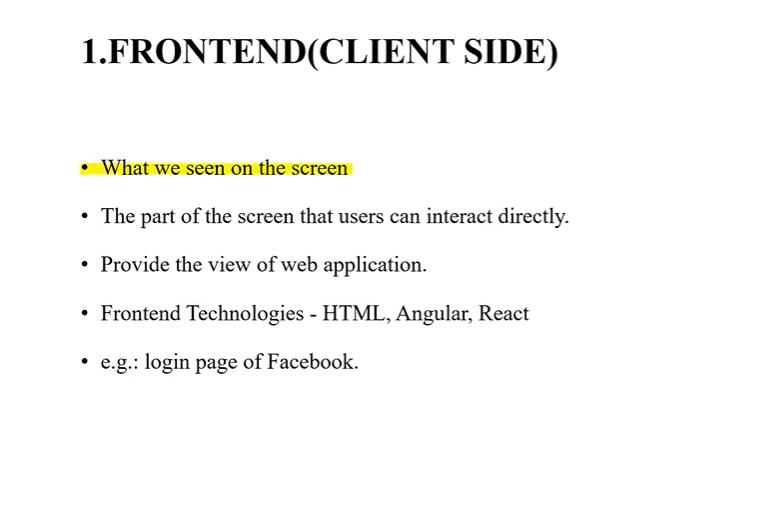 1.FRONTEND(CLIENT SIDE)
• What we seen on the screen
• The part of the screen that users can interact directly.
• Provide the view of web application.
• Frontend Technologies - HTML, Angular, React
• e.g.: login page of Facebook.